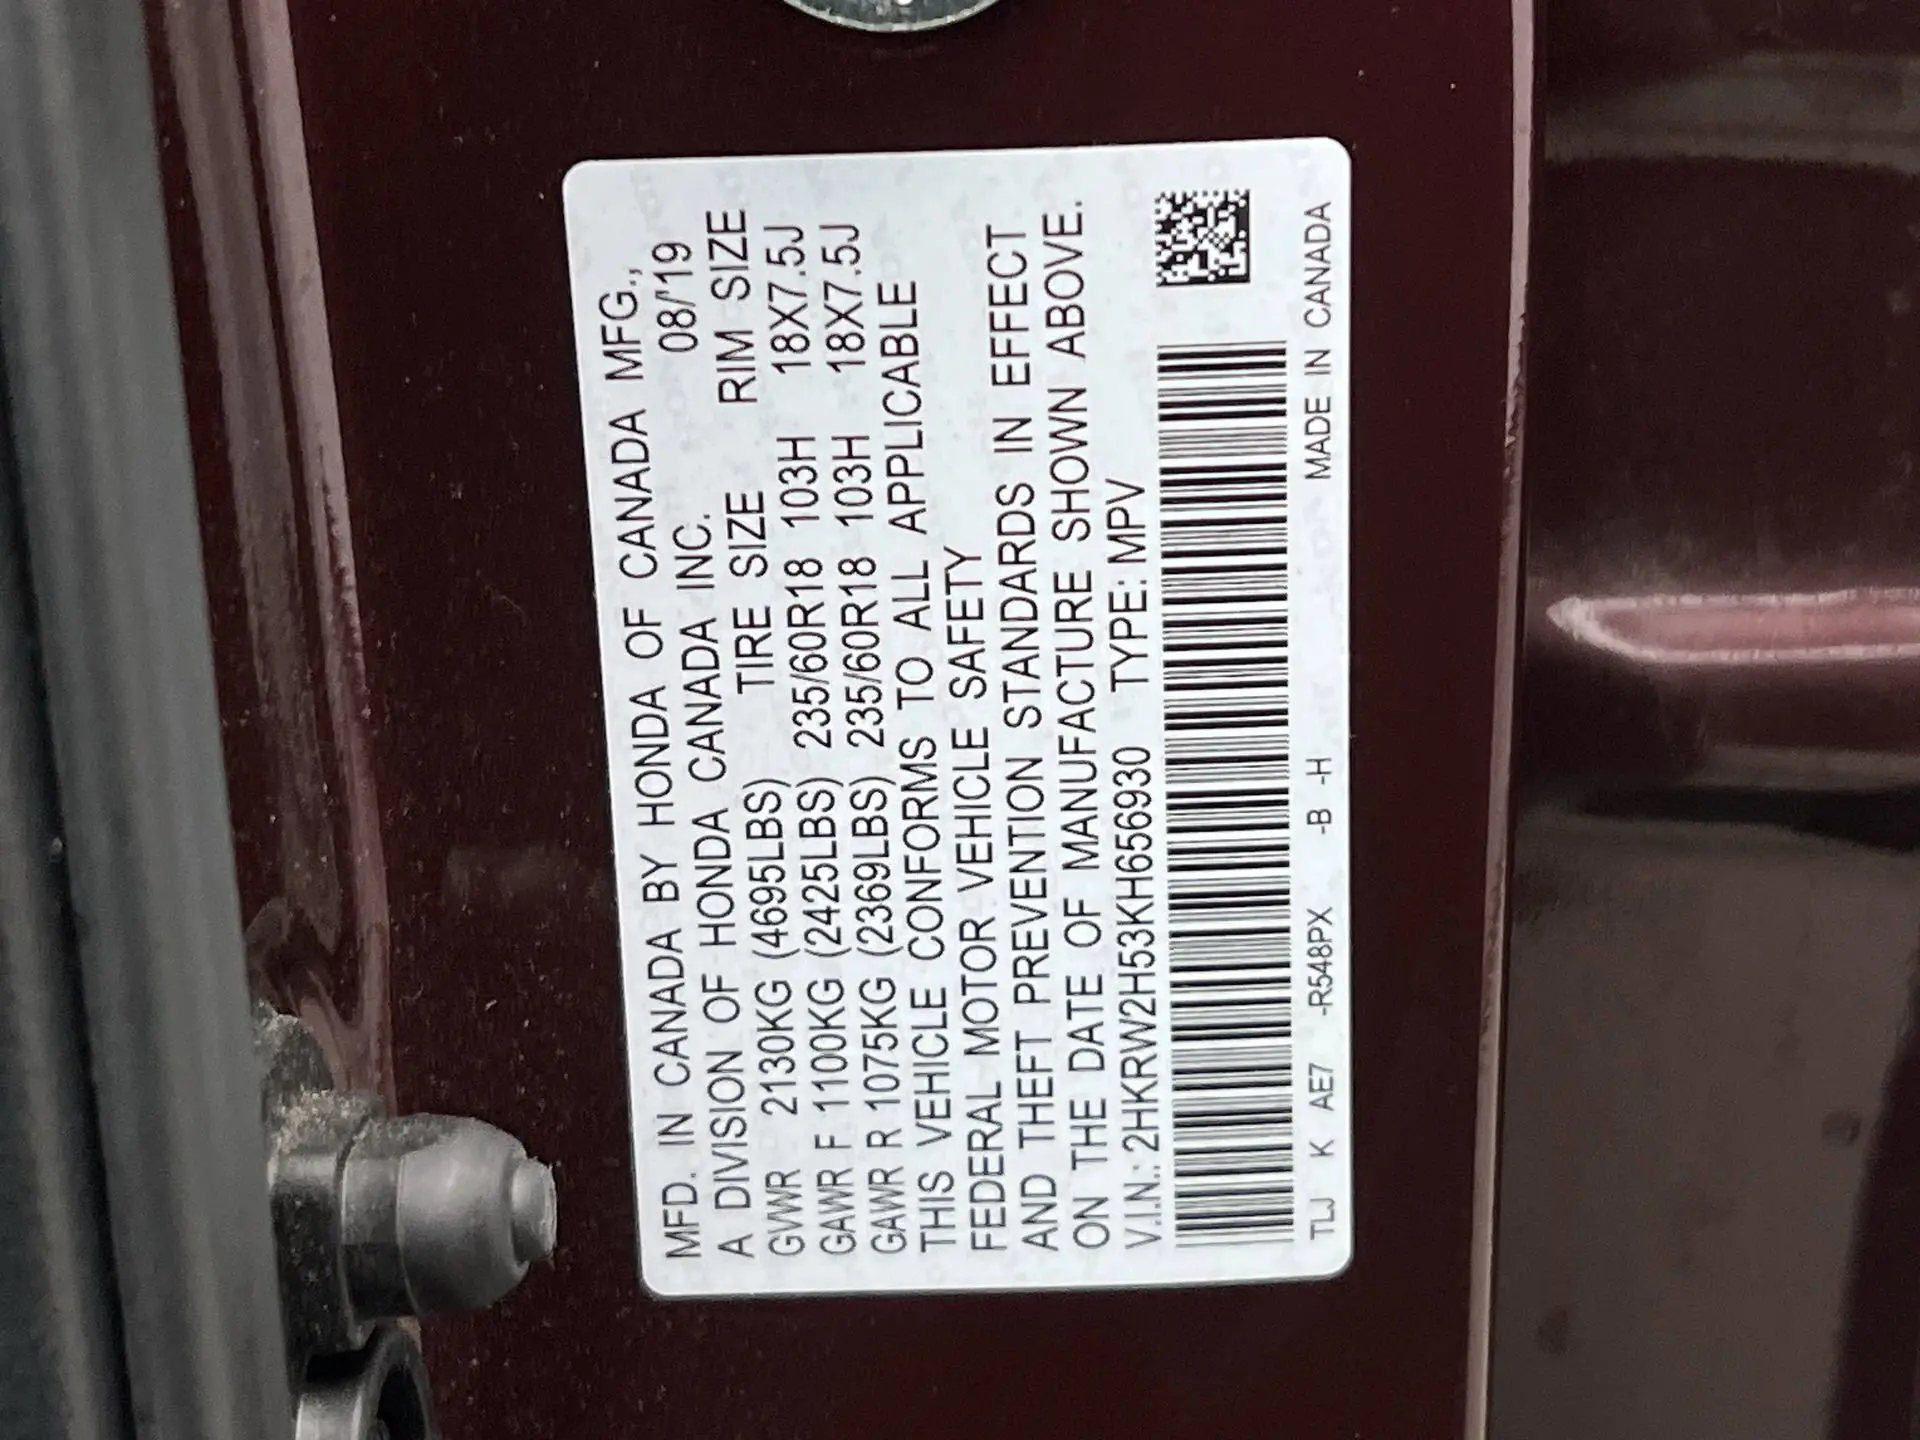 MFD. IN CANADA BY HONDA OF CANADA MFG.,
A DIVISION OF HONDA CANADA INC. 08/'19
TIRE SIZE RIM SIZE
GVWR 2130KG (4695LBS)
GAWR F 1100KG (2425LBS) 235/60R18 103H 18X7.5J
GAWR R 1075KG (2369LBS) 235/60R18 103H 18X7.5J
THIS VEHICLE CONFORMS TO ALL APPLICABLE
FEDERAL MOTOR VEHICLE SAFETY
AND THEFT PREVENTION STANDARDS IN EFFECT
ON THE DATE OF MANUFACTURE SHOWN ABOVE.
V.I.N.: 2HKRW2H53KH656930 TYPE: MPV
TLJ K AE7 -R548PX -B -H MADE IN CANADA